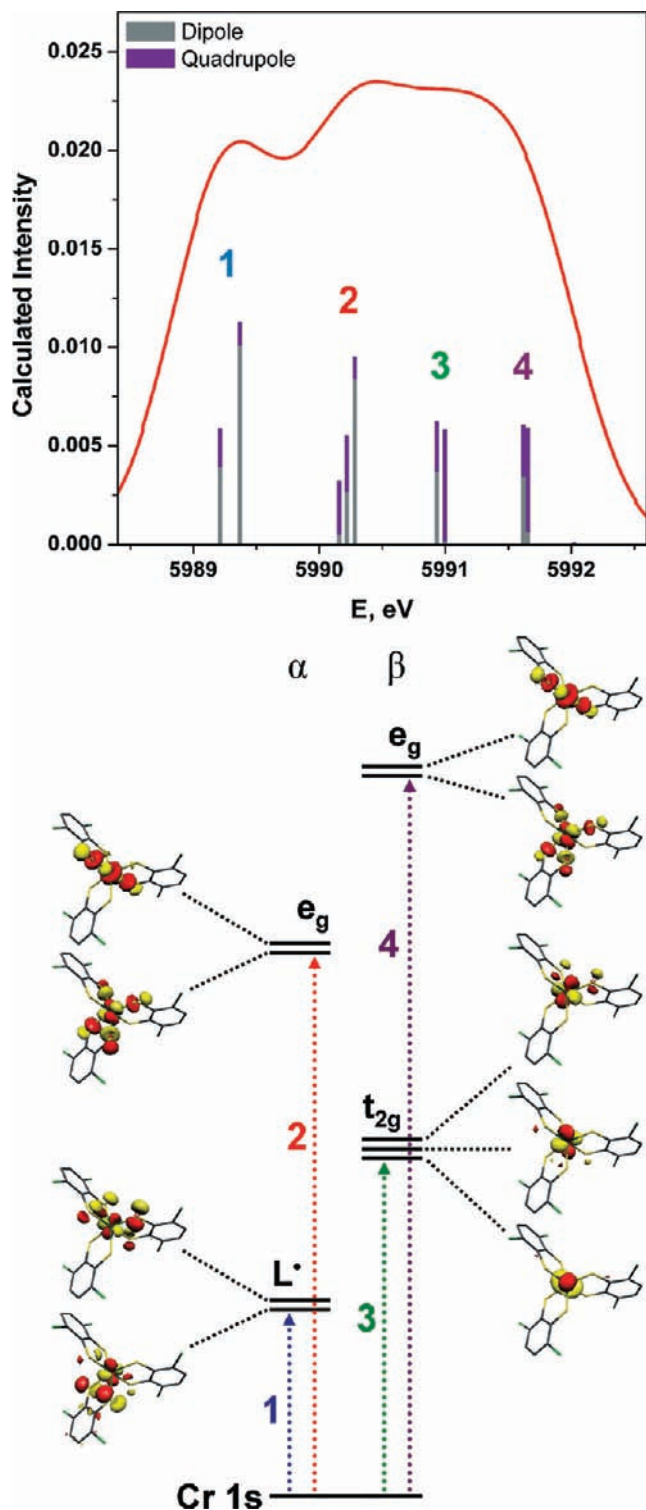 Dipole
Quadrupole
0.025
0.020
0.015
0.010
0.005
0.000
Calculated Intensity
1
2
3
4
5989
5990
5991
5992
E, eV
α
β
e_g
e_g
4
2
t_2g
L•
3
1
Cr 1s